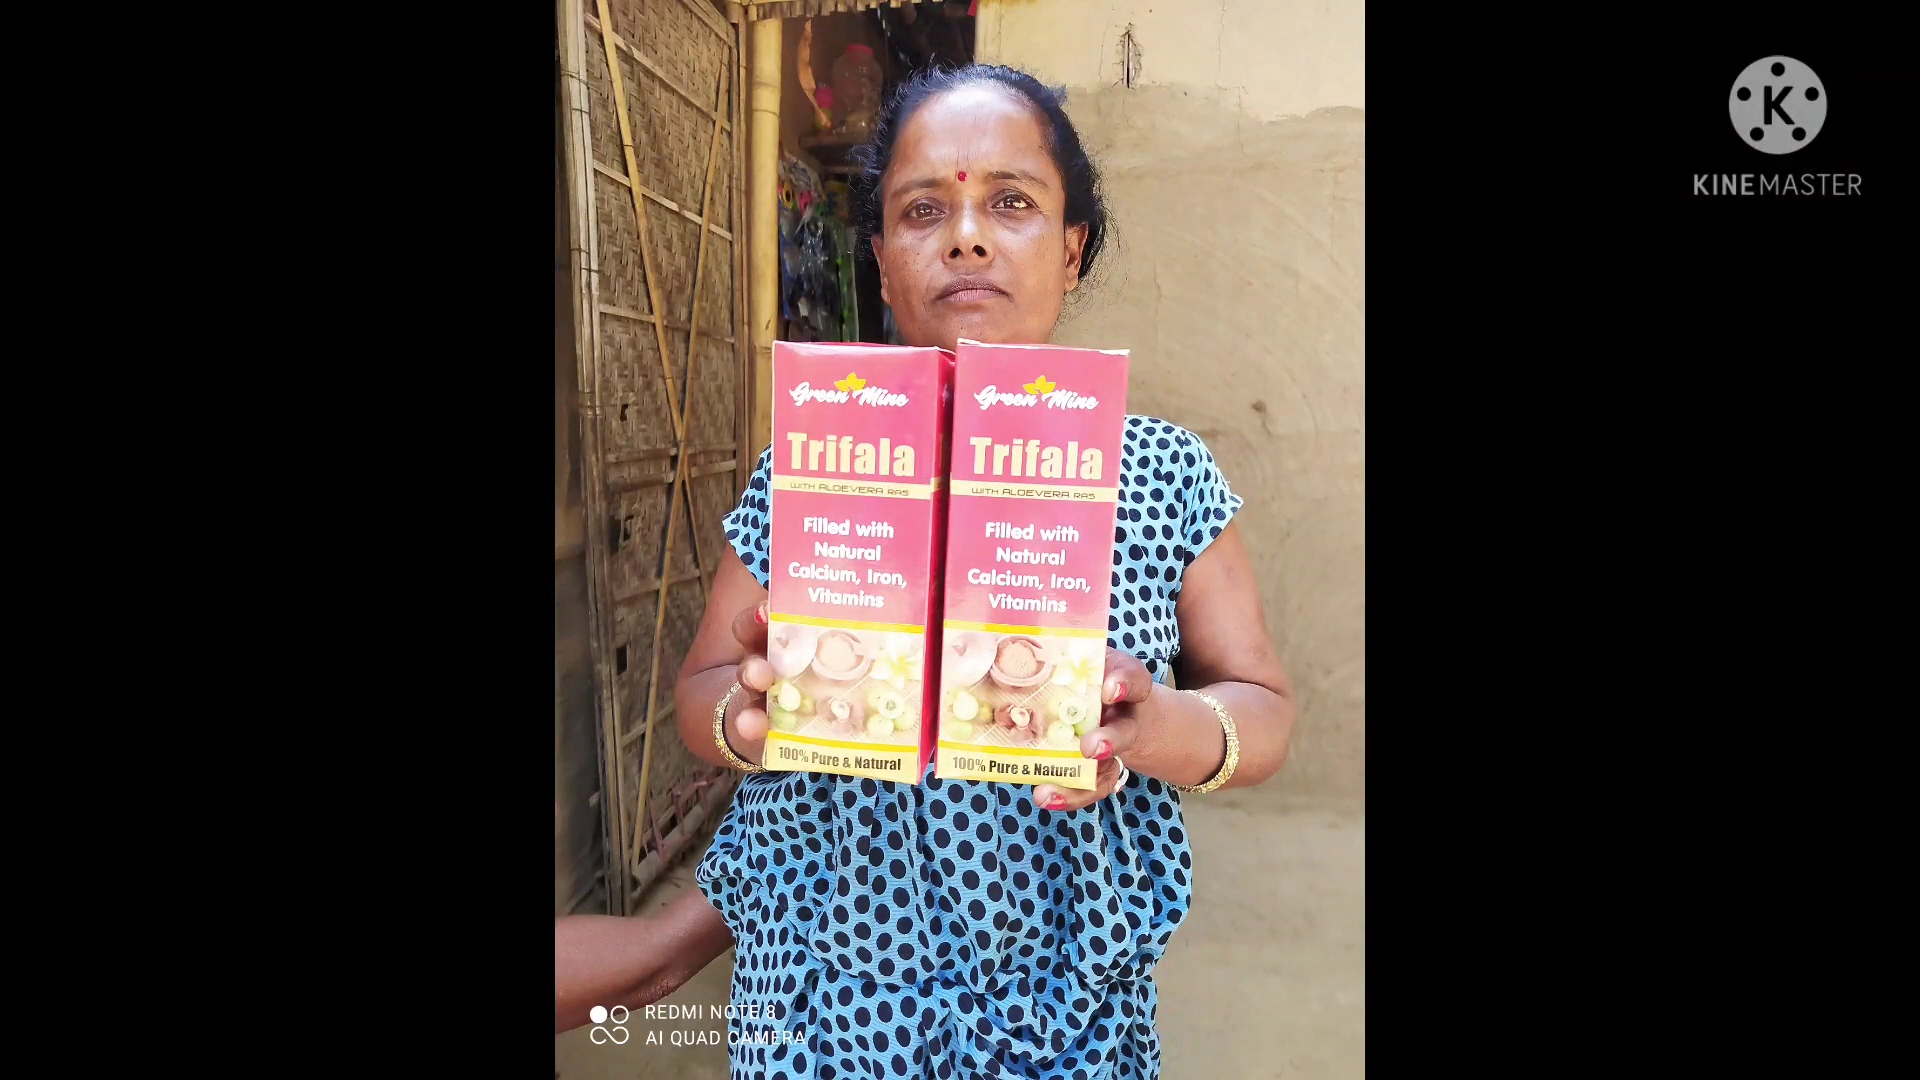 KINEMASTER
Green Mine
Trifala
WITH ALOEVERA RAS
Filled with
Natural
Calcium, Iron,
Vitamins
100% Pure & Natural
Green Mine
Trifala
WITH ALOEVERA RAS
Filled with
Natural
Calcium, Iron,
Vitamins
100% Pure & Natural
REDMI NOTE 8
AI QUAD CAMERA